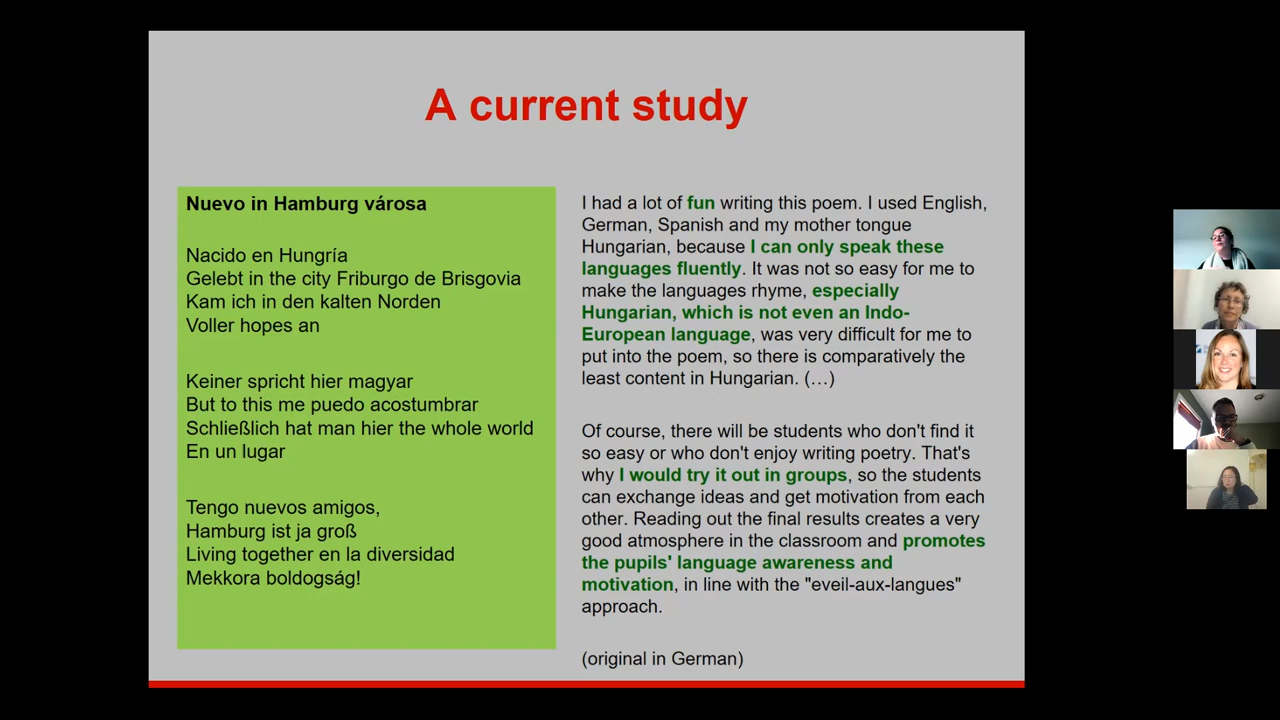 A current study
Nuevo in Hamburg városa
Nacido en Hungría
Gelebt in the city Friburgo de Brisgovia
Kam ich in den kalten Norden
Voller hopes an
Keiner spricht hier magyar
But to this me puedo acostumbrar
Schließlich hat man hier the whole world
En un lugar
Tengo nuevos amigos,
Hamburg ist ja groß
Living together en la diversidad
Mekkora boldogság!
I had a lot of fun writing this poem. I used English,
German, Spanish and my mother tongue
Hungarian, because I can only speak these
languages fluently. It was not so easy for me to
make the languages rhyme, especially
Hungarian, which is not even an Indo-
European language, was very difficult for me to
put into the poem, so there is comparatively the
least content in Hungarian. (…)
Of course, there will be students who don't find it
so easy or who don't enjoy writing poetry. That's
why I would try it out in groups, so the students
can exchange ideas and get motivation from each
other. Reading out the final results creates a very
good atmosphere in the classroom and promotes
the pupils' language awareness and
motivation, in line with the "eveil-aux-langues"
approach.
(original in German)